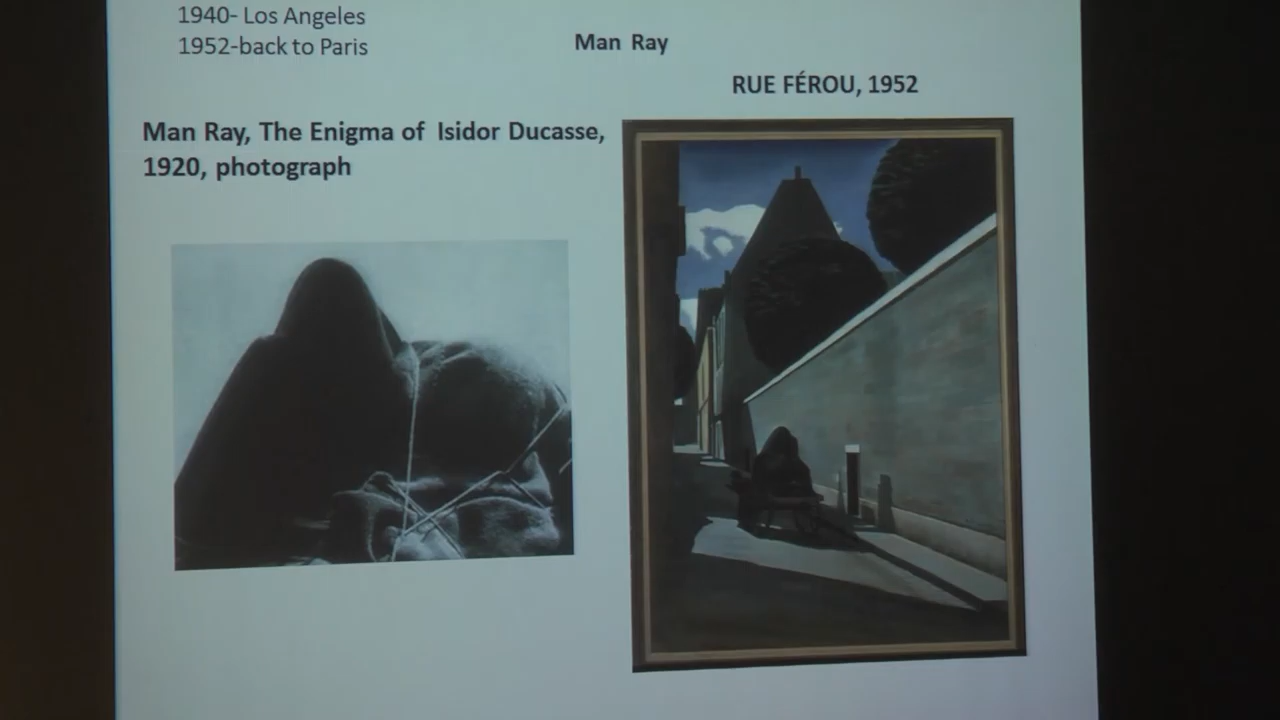 1940- Los Angeles
1952-back to Paris
Man Ray
RUE FÉROU, 1952
Man Ray, The Enigma of Isidor Ducasse,
1920, photograph